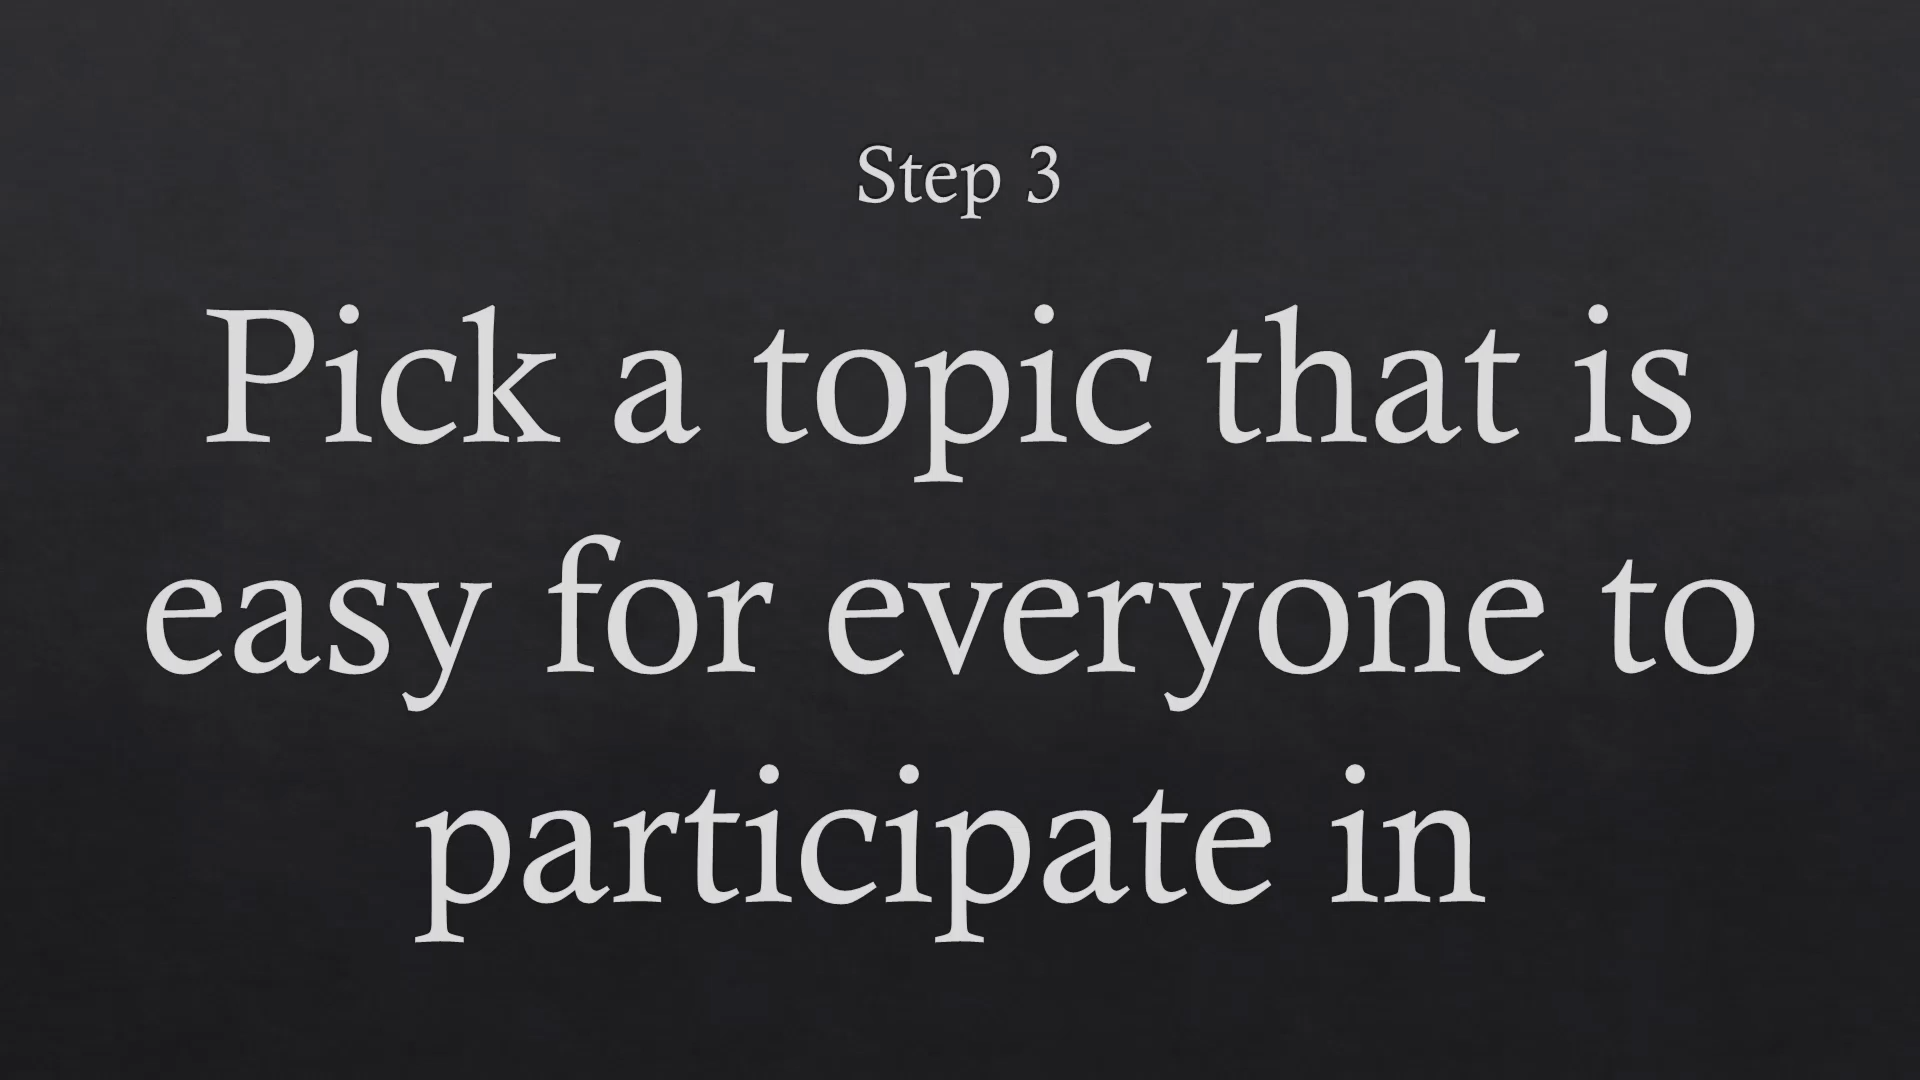 Step 3
Pick a topic that is
easy for everyone to
participate in